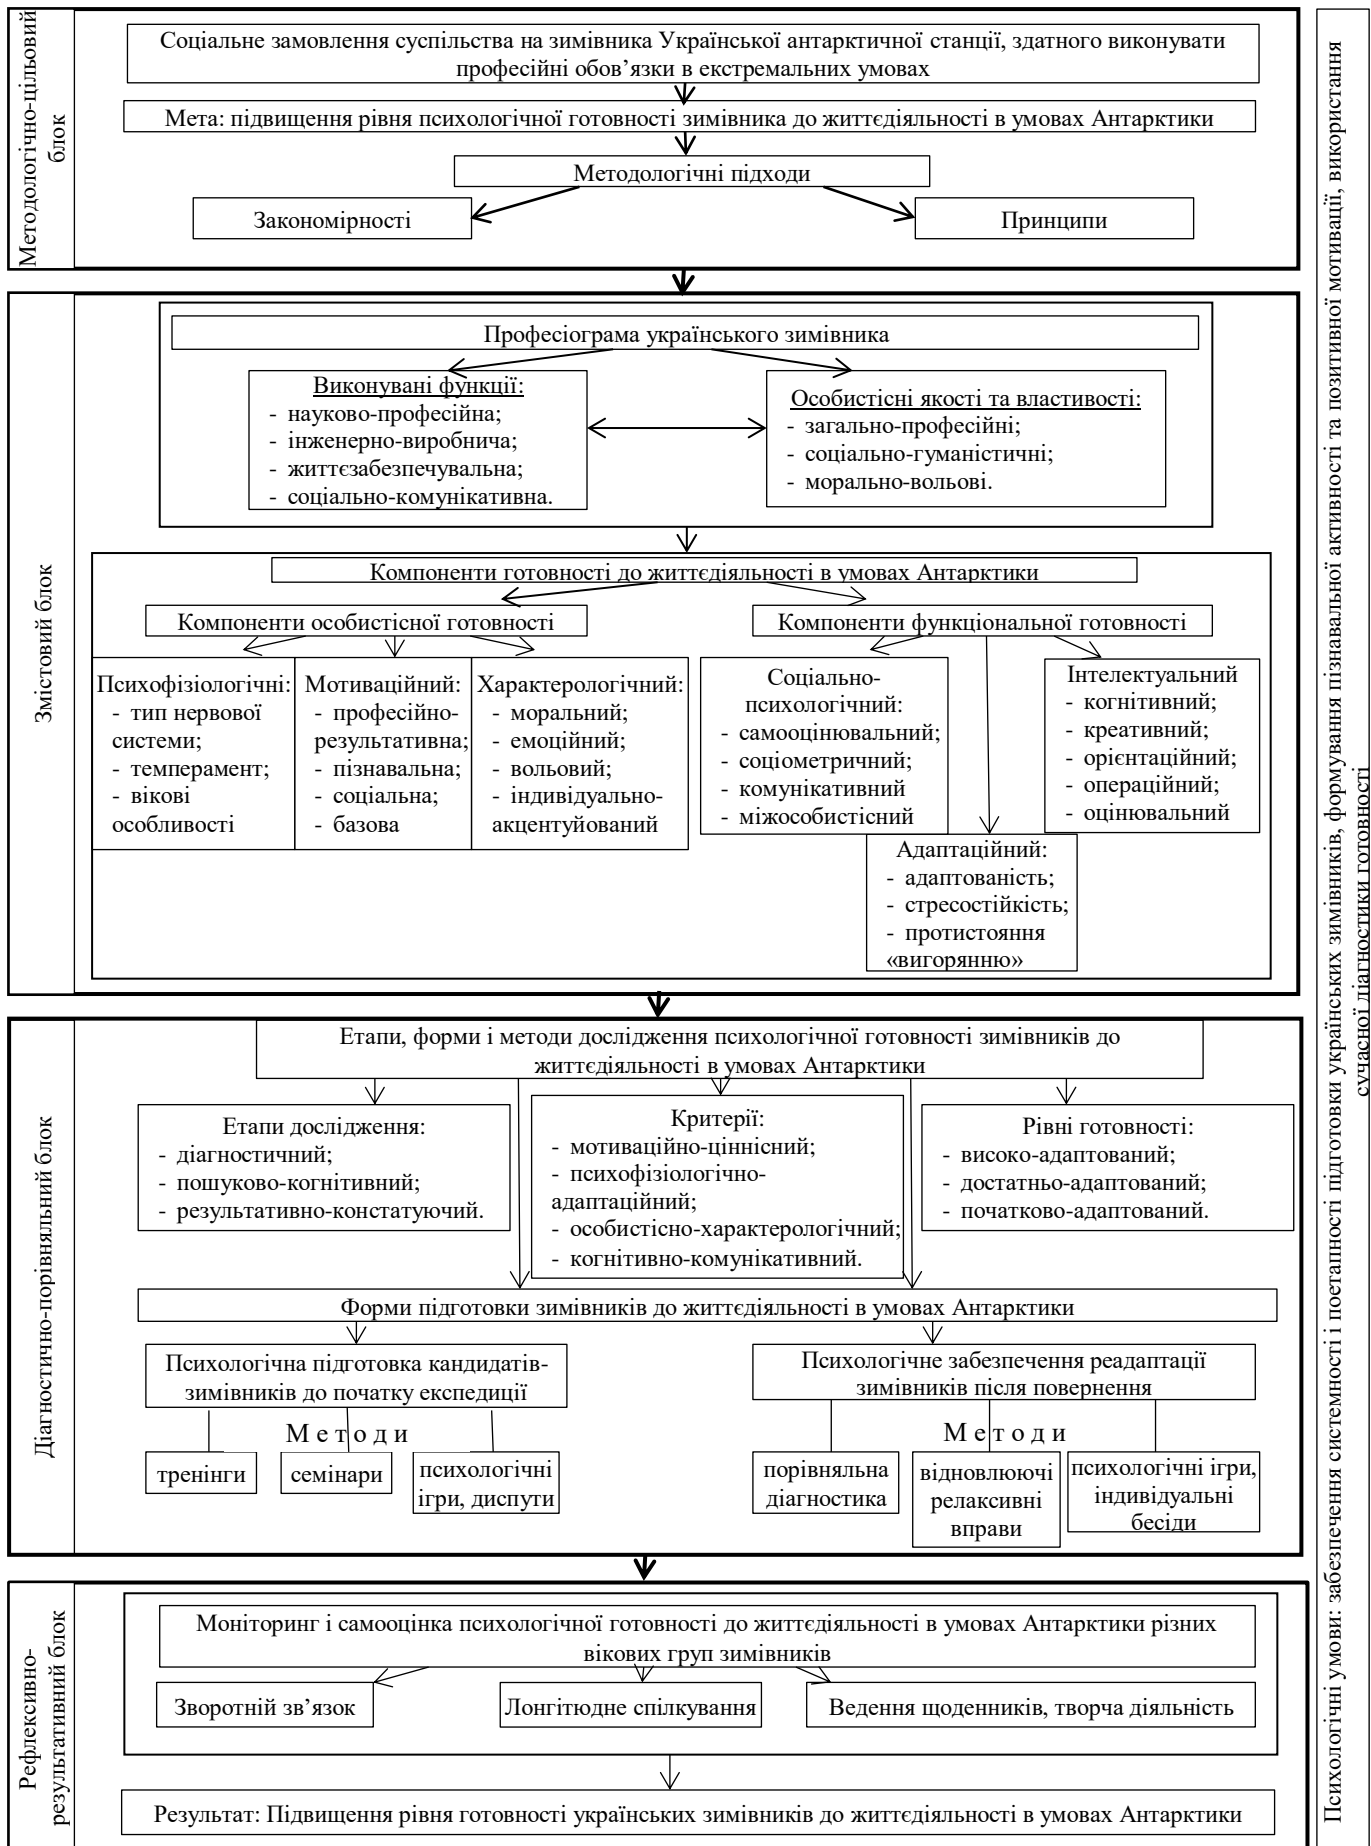 Методологічно-цільовий
блок
Соціальне замовлення суспільства на зимівника Української антарктичної станції, здатного виконувати
професійні обов’язки в екстремальних умовах
Мета: підвищення рівня психологічної готовності зимівника до життєдіяльності в умовах Антарктики
Методологічні підходи
Закономірності
Принципи
Змістовий блок
Професіограма українського зимівника
Виконувані функції:
- науково-професійна;
- інженерно-виробнича;
- життєзабезпечувальна;
- соціально-комунікативна.
Особистісні якості та властивості:
- загально-професійні;
- соціально-гуманістичні;
- морально-вольові.
Компоненти готовності до життєдіяльності в умовах Антарктики
Компоненти особистісної готовності
Психофізіологічні:
- тип нервової
системи;
- темперамент;
- вікові
особливості
Мотиваційний:
- професійно-
результативна;
- пізнавальна;
- соціальна;
- базова
Характерологічний:
- моральний;
- емоційний;
- вольовий;
- індивідуально-
акцентуйований
Компоненти функціональної готовності
Соціально-
психологічний:
- самооцінювальний;
- соціометричний;
- комунікативний
- міжособистісний
Інтелектуальний
- когнітивний;
- креативний;
- орієнтаційний;
- операційний;
- оцінювальний
Адаптаційний:
- адаптованість;
- стресостійкість;
- протистояння
«вигорянню»
Діагностично-порівняльний блок
Етапи, форми і методи дослідження психологічної готовності зимівників до
життєдіяльності в умовах Антарктики
Етапи дослідження:
- діагностичний;
- пошуково-когнітивний;
- результативно-констатуючий.
Критерії:
- мотиваційно-ціннісний;
- психофізіологічно-
адаптаційний;
- особистісно-характерологічний;
- когнітивно-комунікативний.
Рівні готовності:
- високо-адаптований;
- достатньо-адаптований;
- початково-адаптований.
Форми підготовки зимівників до життєдіяльності в умовах Антарктики
Психологічна підготовка кандидатів-
зимівників до початку експедиції
М е т о д и
тренінги
семінари
психологічні
ігри, диспути
Психологічне забезпечення реадаптації
зимівників після повернення
М е т о д и
порівняльна
діагностика
відновлюючі
релаксивні
вправи
психологічні ігри,
індивідуальні
бесіди
Рефлексивно-
результативний блок
Моніторинг і самооцінка психологічної готовності до життєдіяльності в умовах Антарктики різних
вікових груп зимівників
Зворотній зв’язок
Лонгітюдне спілкування
Ведення щоденників, творча діяльність
Результат: Підвищення рівня готовності українських зимівників до життєдіяльності в умовах Антарктики
Психологічні умови: забезпечення системності і поетапності підготовки українських зимівників, формування пізнавальної активності та позитивної мотивації, використання
сучасної діагностики готовності